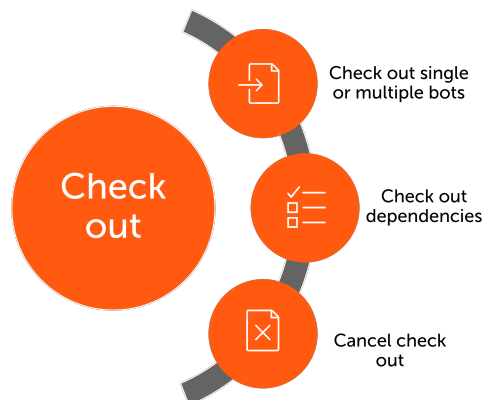 Check
out
Check out single
or multiple bots
Check out
dependencies
Cancel check
out